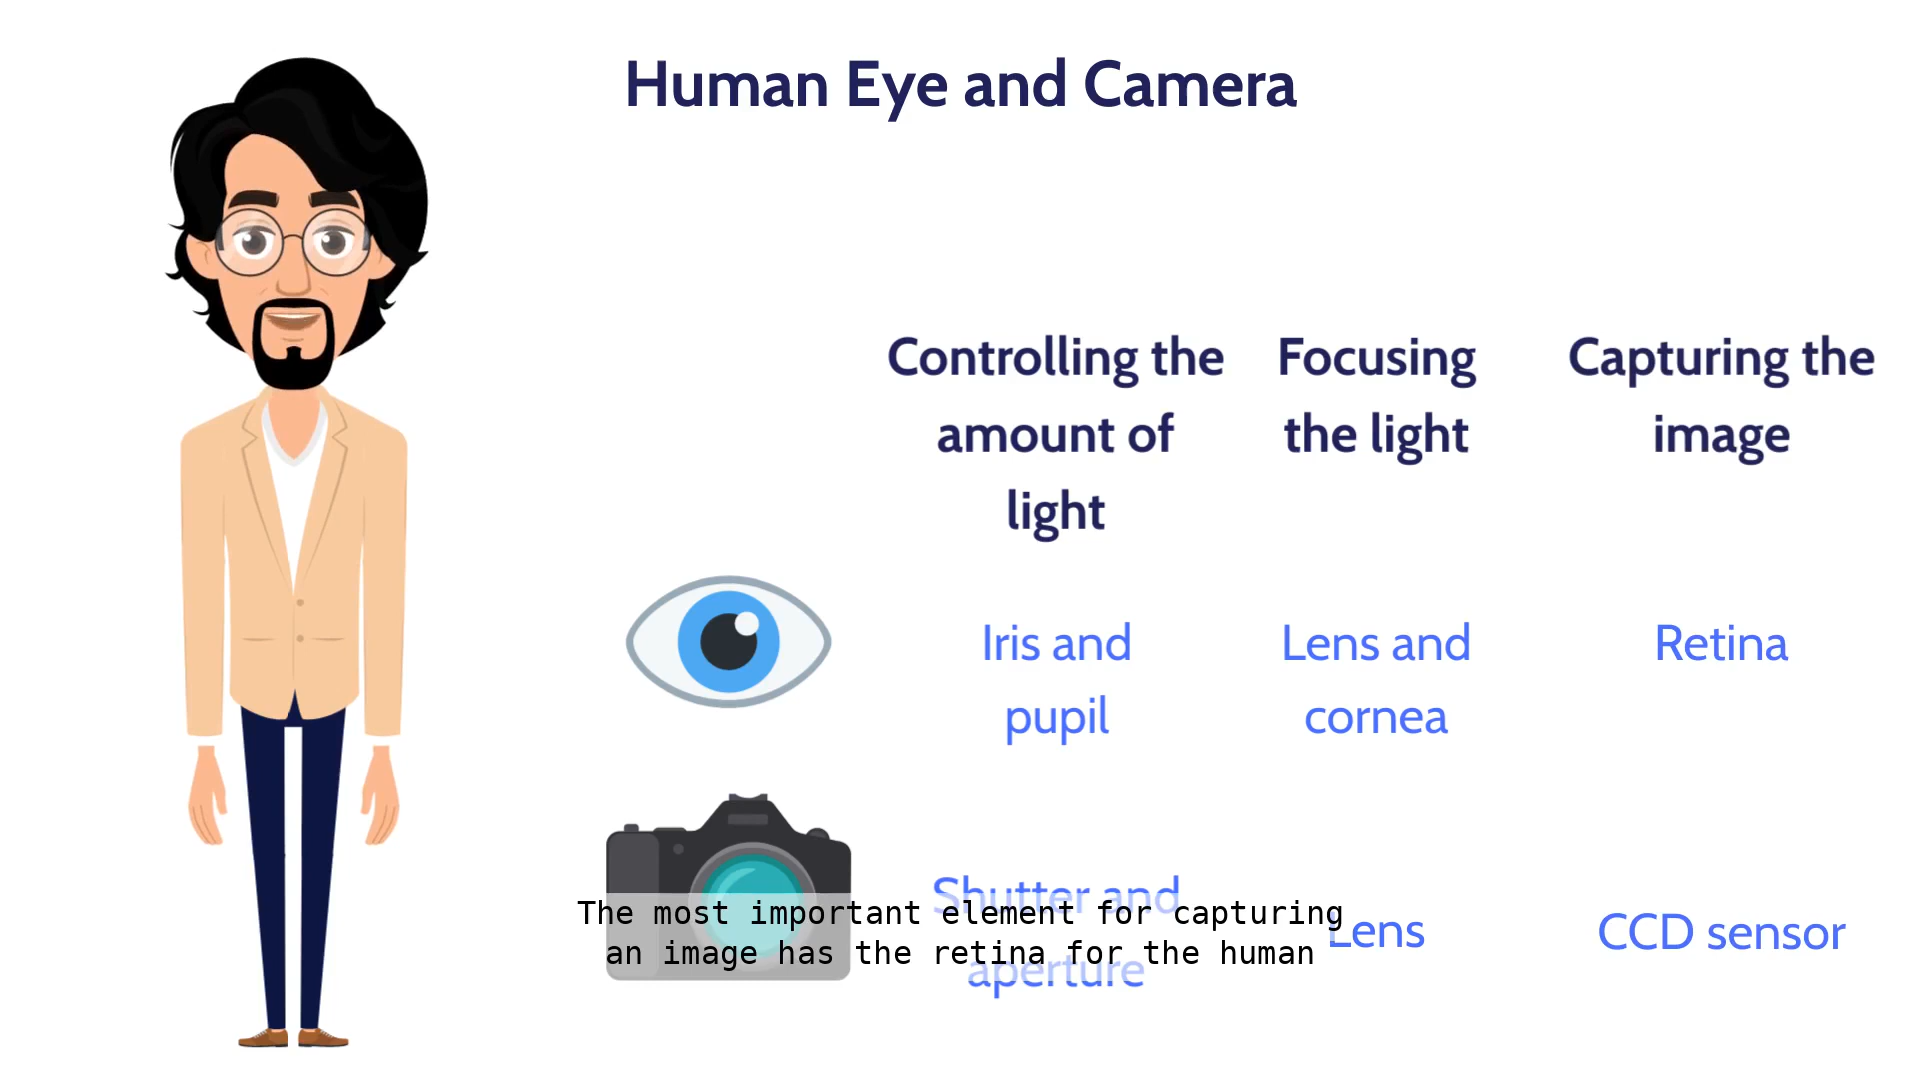 Human Eye and Camera
Controlling the
amount of
light
Focusing
the light
Capturing the
image
Iris and
pupil
Lens and
cornea
Retina
Shutter and
aperture
Lens
CCD sensor
The most important element for capturing
an image has the retina for the human